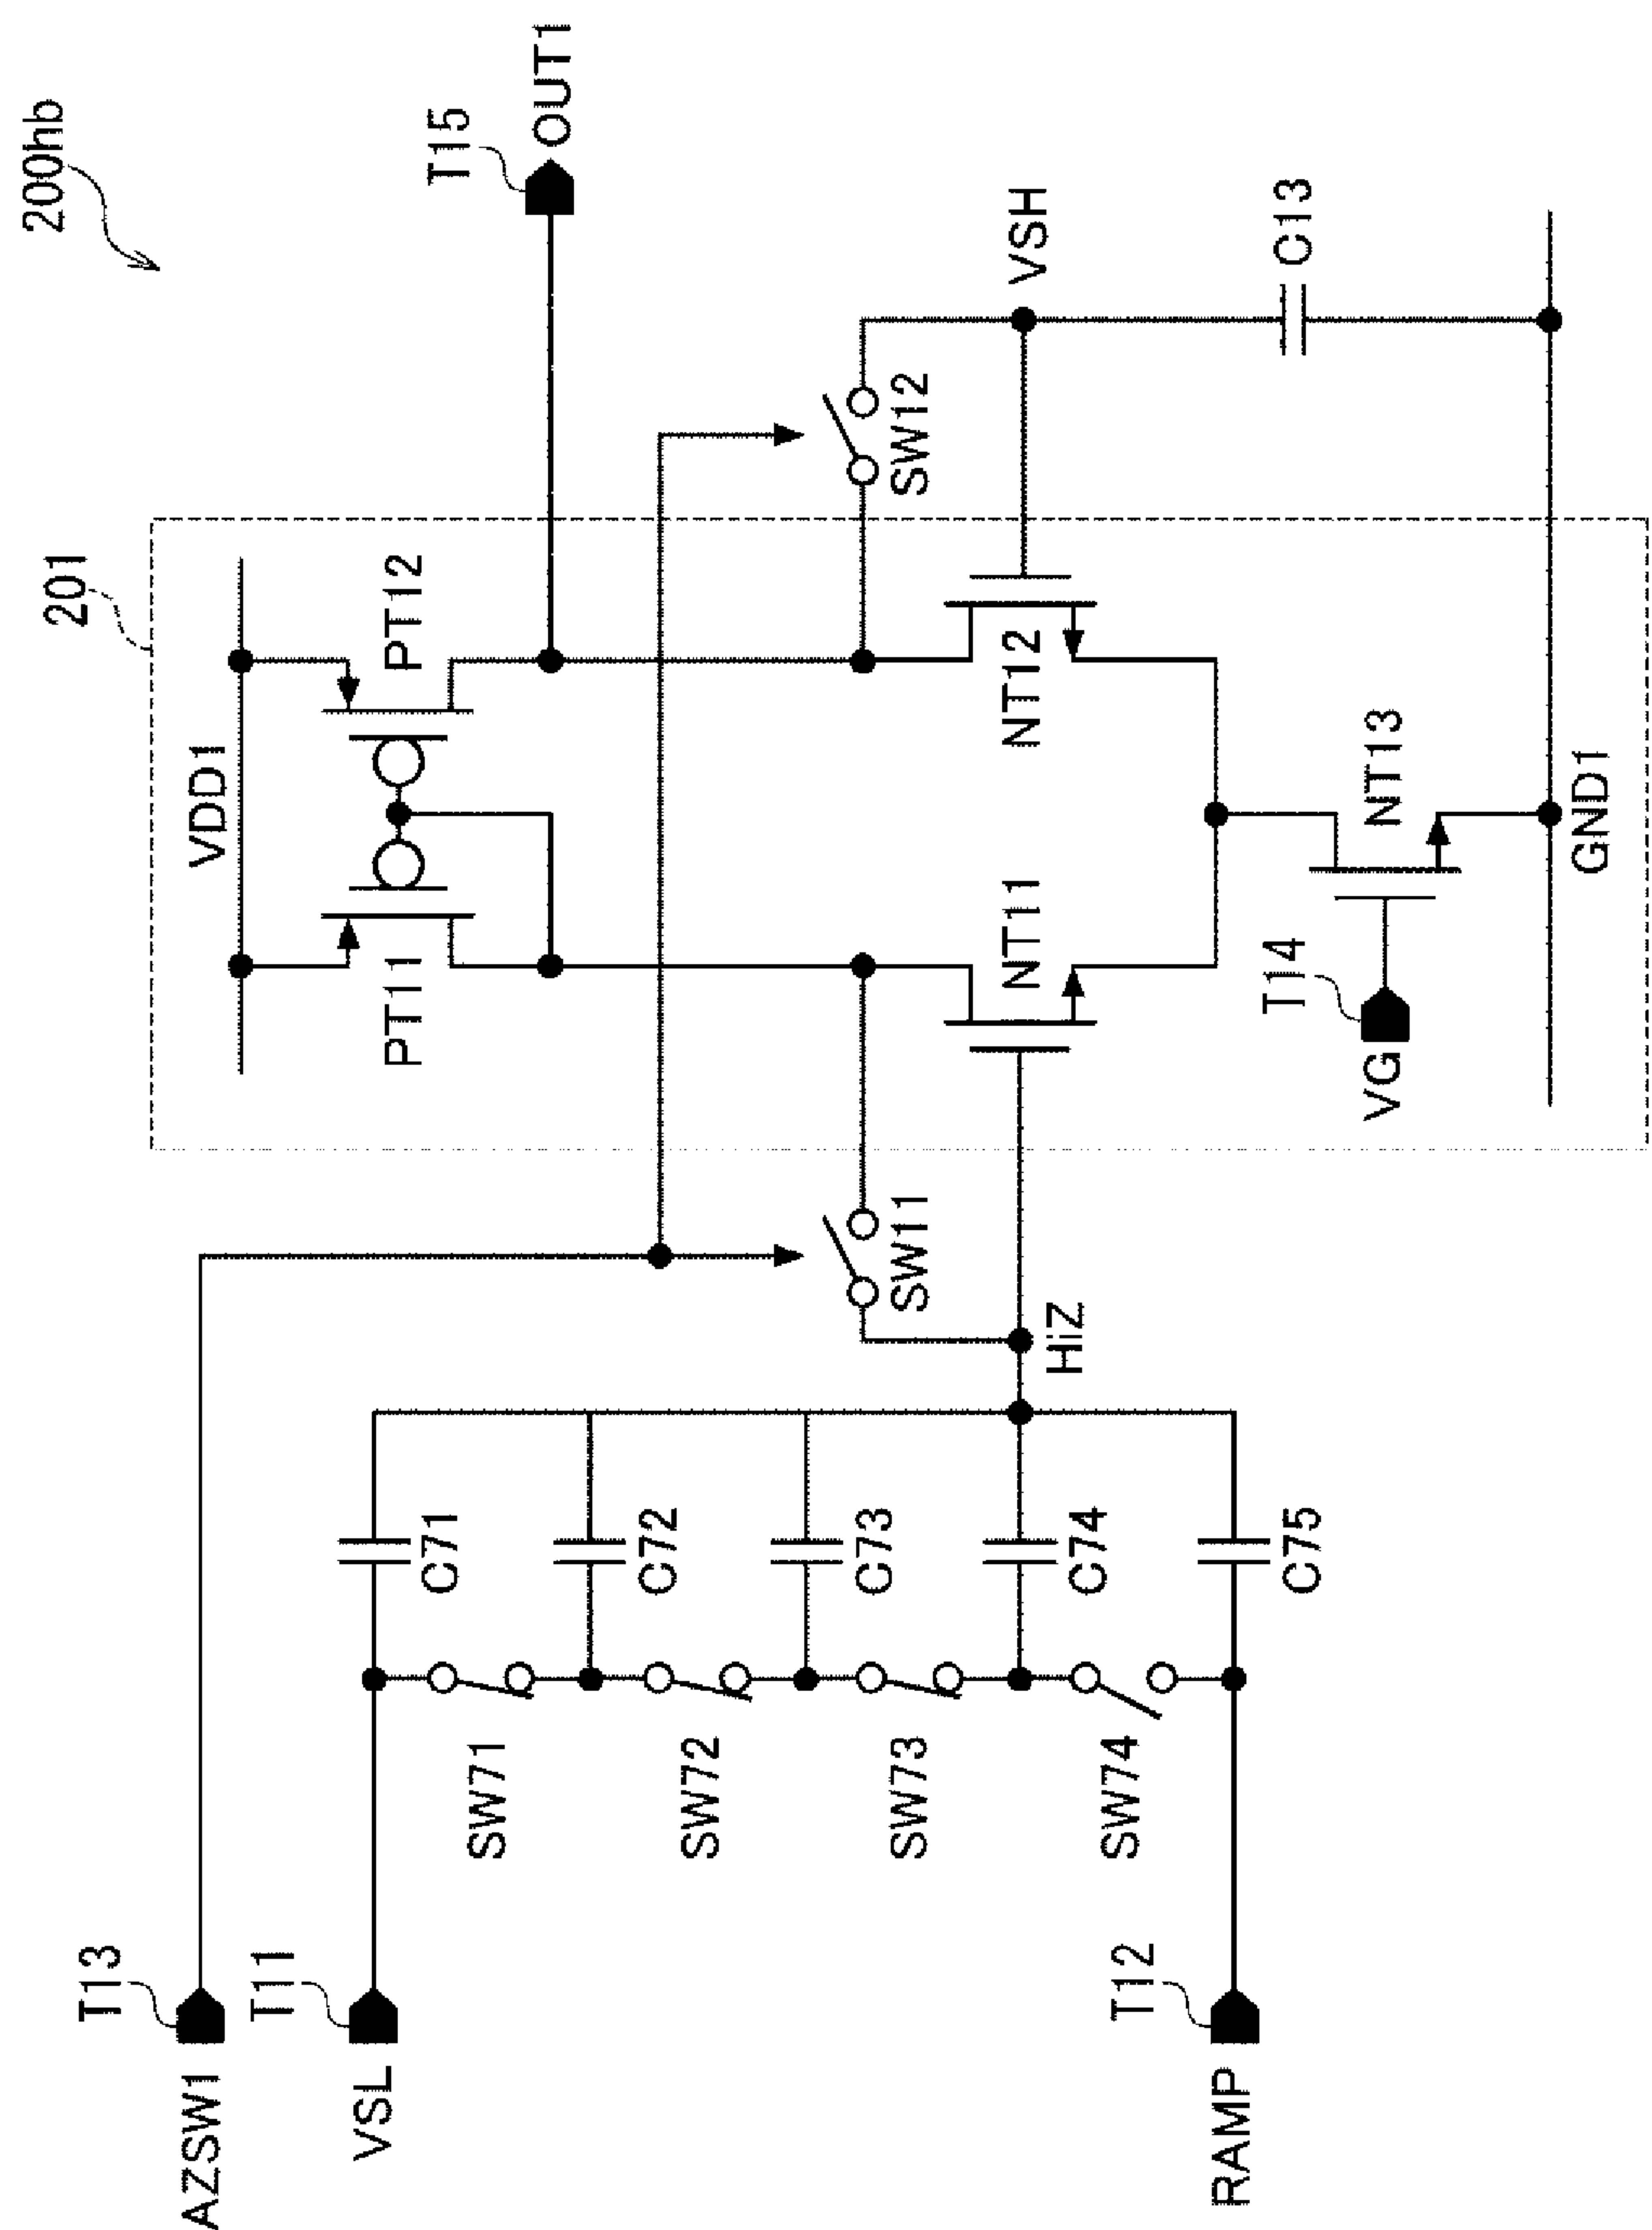 200hb
201
T13
AZSW1
T11
VSL
T12
RAMP
SW71
SW72
SW73
SW74
C71
C72
C73
C74
C75
HiZ
SW11
VDD1
PT11
PT12
NT11
NT12
T14
VG
NT13
GND1
SW12
VSH
C13
T15
OUT1